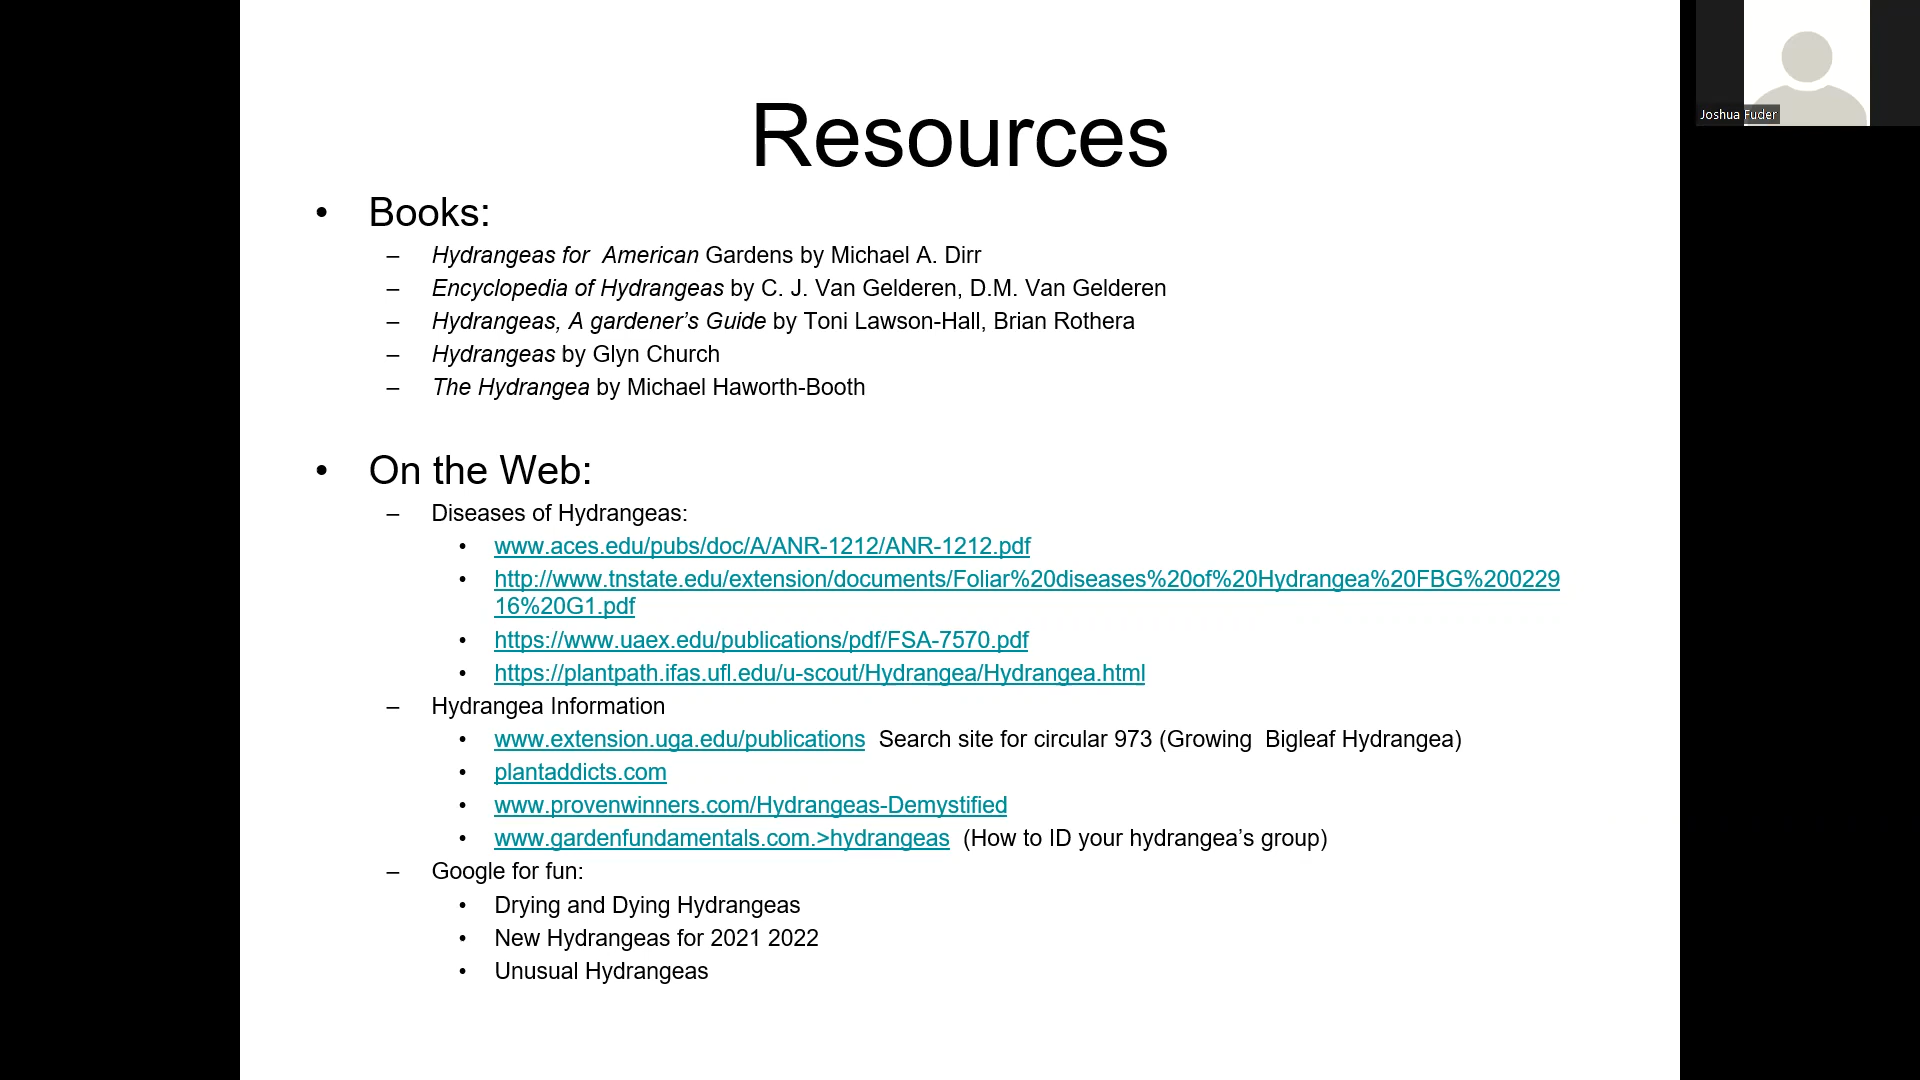 Resources
Joshua Fuder
• Books:
– Hydrangeas for  American Gardens by Michael A. Dirr
– Encyclopedia of Hydrangeas by C. J. Van Gelderen, D.M. Van Gelderen
– Hydrangeas, A gardener’s Guide by Toni Lawson-Hall, Brian Rothera
– Hydrangeas by Glyn Church
– The Hydrangea by Michael Haworth-Booth
• On the Web:
– Diseases of Hydrangeas:
• www.aces.edu/pubs/doc/A/ANR-1212/ANR-1212.pdf
• http://www.tnstate.edu/extension/documents/Foliar%20diseases%20of%20Hydrangea%20FBG%200229
16%20G1.pdf
• https://www.uaex.edu/publications/pdf/FSA-7570.pdf
• https://plantpath.ifas.ufl.edu/u-scout/Hydrangea/Hydrangea.html
– Hydrangea Information
• www.extension.uga.edu/publications  Search site for circular 973 (Growing  Bigleaf Hydrangea)
• plantaddicts.com
• www.provenwinners.com/Hydrangeas-Demystified
• www.gardenfundamentals.com.>hydrangeas  (How to ID your hydrangea’s group)
– Google for fun:
• Drying and Dying Hydrangeas
• New Hydrangeas for 2021 2022
• Unusual Hydrangeas